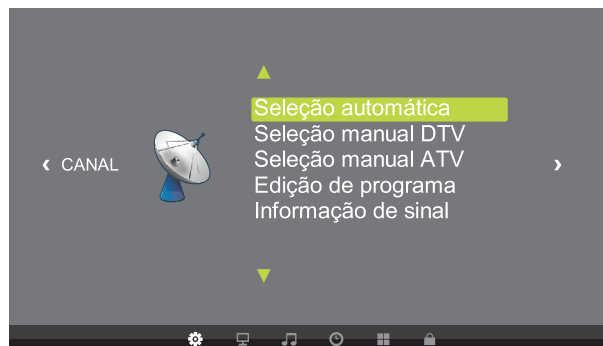 Seleção automática
Seleção manual DTV
CANAL
Seleção manual ATV
Edição de programa
Informação de sinal